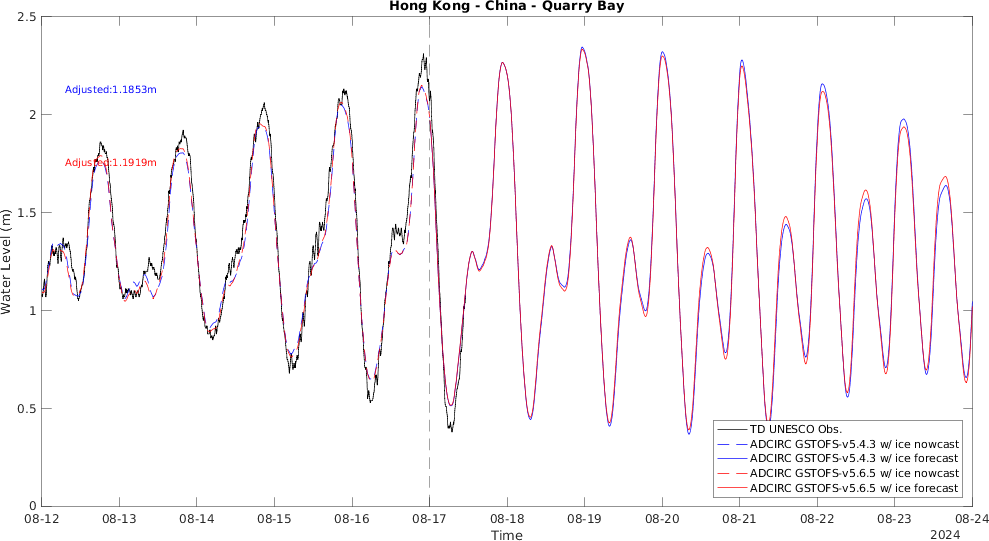 Hong Kong - China - Quarry Bay
2.5
2
1.5
1
0.5
0
Water Level (m)
Adjusted:1.1853m
Adjusted:1.1919m
TD UNESCO Obs.
ADCIRC GSTOFS-v5.4.3 w/ ice nowcast
ADCIRC GSTOFS-v5.4.3 w/ ice forecast
ADCIRC GSTOFS-v5.6.5 w/ ice nowcast
ADCIRC GSTOFS-v5.6.5 w/ ice forecast
08-12 08-13 08-14 08-15 08-16 08-17 08-18 08-19 08-20 08-21 08-22 08-23 08-24
Time
2024